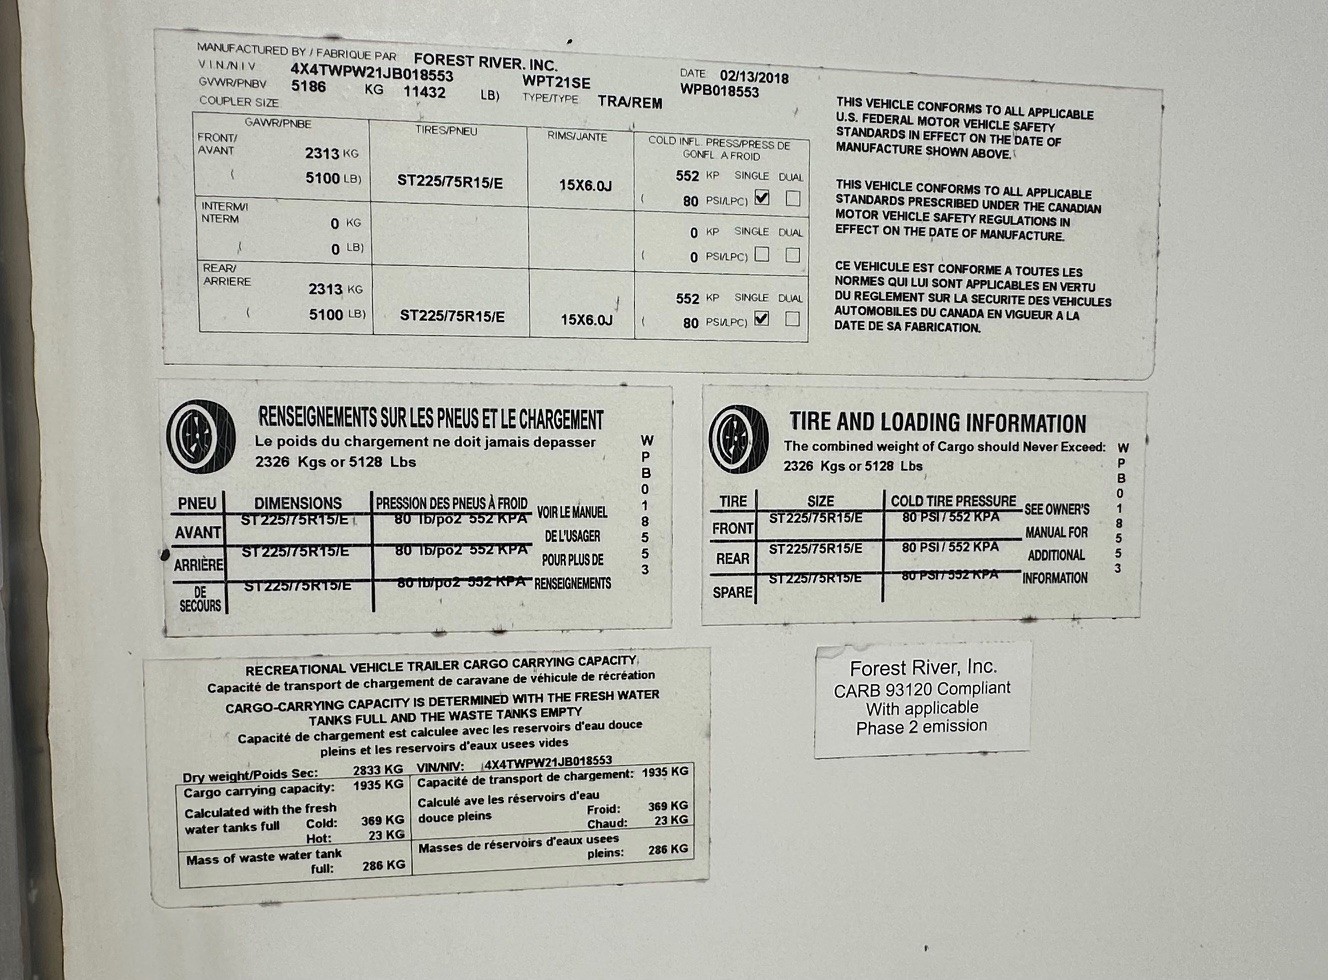 MANUFACTURED BY / FABRIQUE PAR FOREST RIVER, INC.
V I N/N I V 4X4TWPW21JB018553 WPT21SE DATE 02/13/2018
GVWR/PNBV 5186 KG 11432 LB) TYPE/TYPE TRA/REM WPB018553
COUPLER SIZE
GAWR/PNBE TIRES/PNEU RIMS/JANTE COLD INFL. PRESS/PRESS DE
GONFL. A FROID
FRONT/
AVANT 2313 KG 552 KP SINGLE DUAL
( 5100 LB) ST225/75R15/E 15X6.0J ( 80 PSI/LPC)
INTERM/I
NTERM 0 KG 0 KP SINGLE DUAL
( 0 LB) ( 0 PSI/LPC)
REAR/
ARRIERE 2313 KG 552 KP SINGLE DUAL
( 5100 LB) ST225/75R15/E 15X6.0J ( 80 PSI/LPC)
THIS VEHICLE CONFORMS TO ALL APPLICABLE
U.S. FEDERAL MOTOR VEHICLE SAFETY
STANDARDS IN EFFECT ON THE DATE OF
MANUFACTURE SHOWN ABOVE.
THIS VEHICLE CONFORMS TO ALL APPLICABLE
STANDARDS PRESCRIBED UNDER THE CANADIAN
MOTOR VEHICLE SAFETY REGULATIONS IN
EFFECT ON THE DATE OF MANUFACTURE.
CE VEHICULE EST CONFORME A TOUTES LES
NORMES QUI LUI SONT APPLICABLES EN VERTU
DU REGLEMENT SUR LA SECURITE DES VEHICULES
AUTOMOBILES DU CANADA EN VIGUEUR A LA
DATE DE SA FABRICATION.
RENSEIGNEMENTS SUR LES PNEUS ET LE CHARGEMENT
Le poids du chargement ne doit jamais depasser
2326 Kgs or 5128 Lbs
PNEU DIMENSIONS PRESSION DES PNEUS À FROID
AVANT ST225/75R15/E 80 lb/po2 552 KPA
ARRIÈRE ST225/75R15/E 80 lb/po2 552 KPA
DE
SECOURS ST225/75R15/E 80 lb/po2 552 KPA
VOIR LE MANUEL
DE L'USAGER
POUR PLUS DE
RENSEIGNEMENTS
WPB018553
TIRE AND LOADING INFORMATION
The combined weight of Cargo should Never Exceed:
2326 Kgs or 5128 Lbs
TIRE SIZE COLD TIRE PRESSURE
FRONT ST225/75R15/E 80 PSI / 552 KPA
REAR ST225/75R15/E 80 PSI / 552 KPA
SPARE ST225/75R15/E 80 PSI / 552 KPA
SEE OWNER'S
MANUAL FOR
ADDITIONAL
INFORMATION
WPB018553
RECREATIONAL VEHICLE TRAILER CARGO CARRYING CAPACITY
Capacité de transport de chargement de caravane de véhicule de récréation
CARGO-CARRYING CAPACITY IS DETERMINED WITH THE FRESH WATER
TANKS FULL AND THE WASTE TANKS EMPTY
Capacité de chargement est calculee avec les reservoirs d'eau douce
pleins et les reservoirs d'eaux usees vides
Dry weight/Poids Sec: 2833 KG VIN/NIV: 4X4TWPW21JB018553
Cargo carrying capacity: 1935 KG
Calculated with the fresh
water tanks full Cold: 369 KG
Hot: 23 KG
Mass of waste water tank
full: 286 KG
Capacité de transport de chargement: 1935 KG
Calculé ave les réservoirs d'eau
douce pleins Froid: 369 KG
Chaud: 23 KG
Masses de réservoirs d'eaux usees
pleins: 286 KG
Forest River, Inc.
CARB 93120 Compliant
With applicable
Phase 2 emission